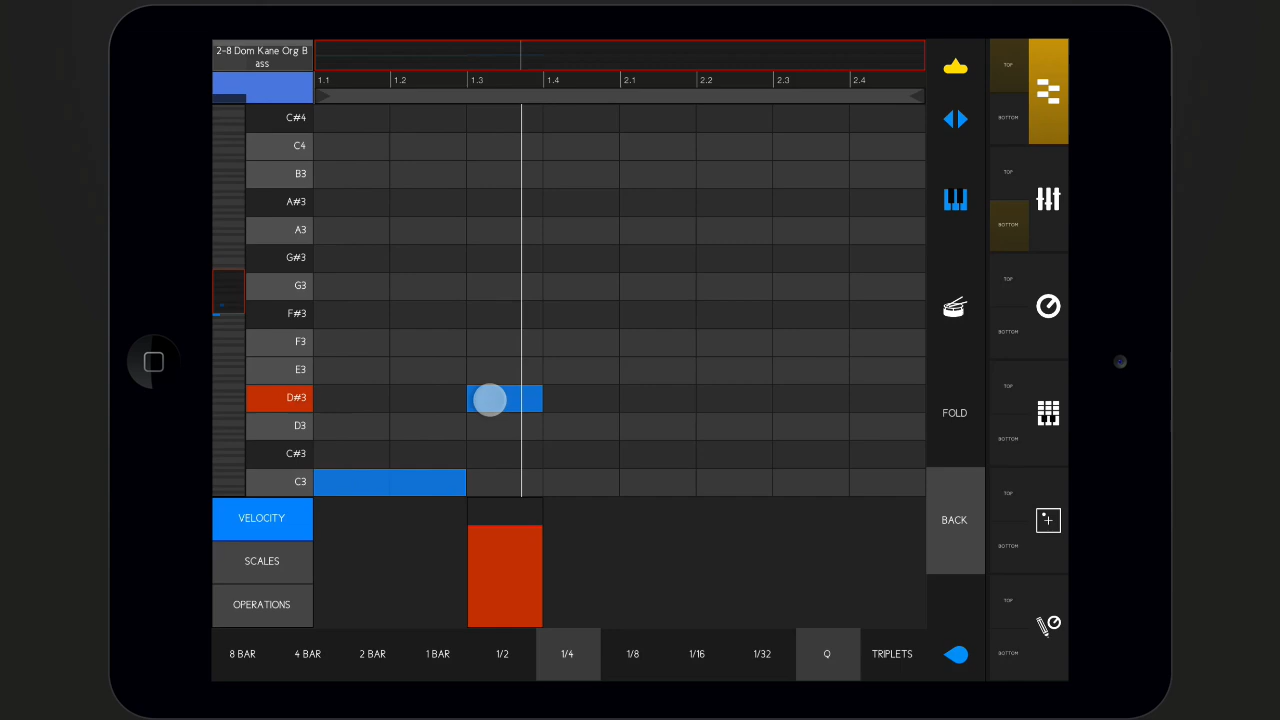 2-8 Dom Kane Org B
ass
1.1 1.2 1.3 1.4 2.1 2.2 2.3 2.4
C#4
C4
B3
A#3
A3
G#3
G3
F#3
F3
E3
D#3
D3
C#3
C3
VELOCITY
SCALES
OPERATIONS
8 BAR 4 BAR 2 BAR 1 BAR 1/2 1/4 1/8 1/16 1/32 Q TRIPLETS
FOLD
BACK
TOP
BOTTOM
TOP
BOTTOM
TOP
BOTTOM
TOP
BOTTOM
TOP
BOTTOM
TOP
BOTTOM